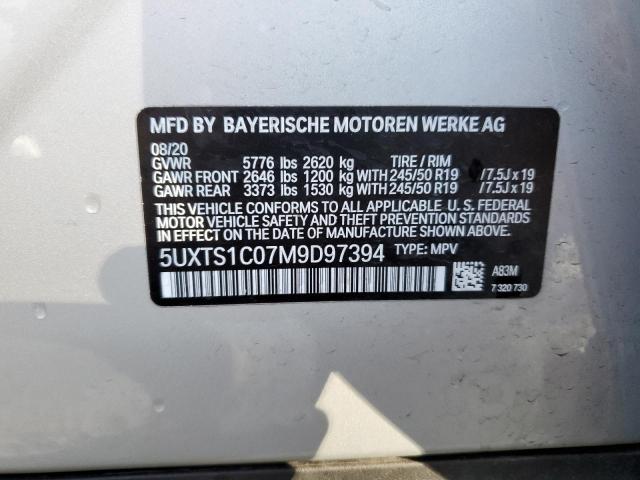 MFD BY BAYERISCHE MOTOREN WERKE AG
08/20
GVWR 5776 lbs 2620 kg TIRE / RIM
GAWR FRONT 2646 lbs 1200 kg WITH 245/50 R19 /7.5J x 19
GAWR REAR 3373 lbs 1530 kg WITH 245/50 R19 /7.5J x 19
THIS VEHICLE CONFORMS TO ALL APPLICABLE U. S. FEDERAL
MOTOR VEHICLE SAFETY AND THEFT PREVENTION STANDARDS
IN EFFECT ON THE DATE OF MANUFACTURE SHOWN ABOVE.
5UXTS1C07M9D97394 TYPE: MPV
A83M
7 320 730